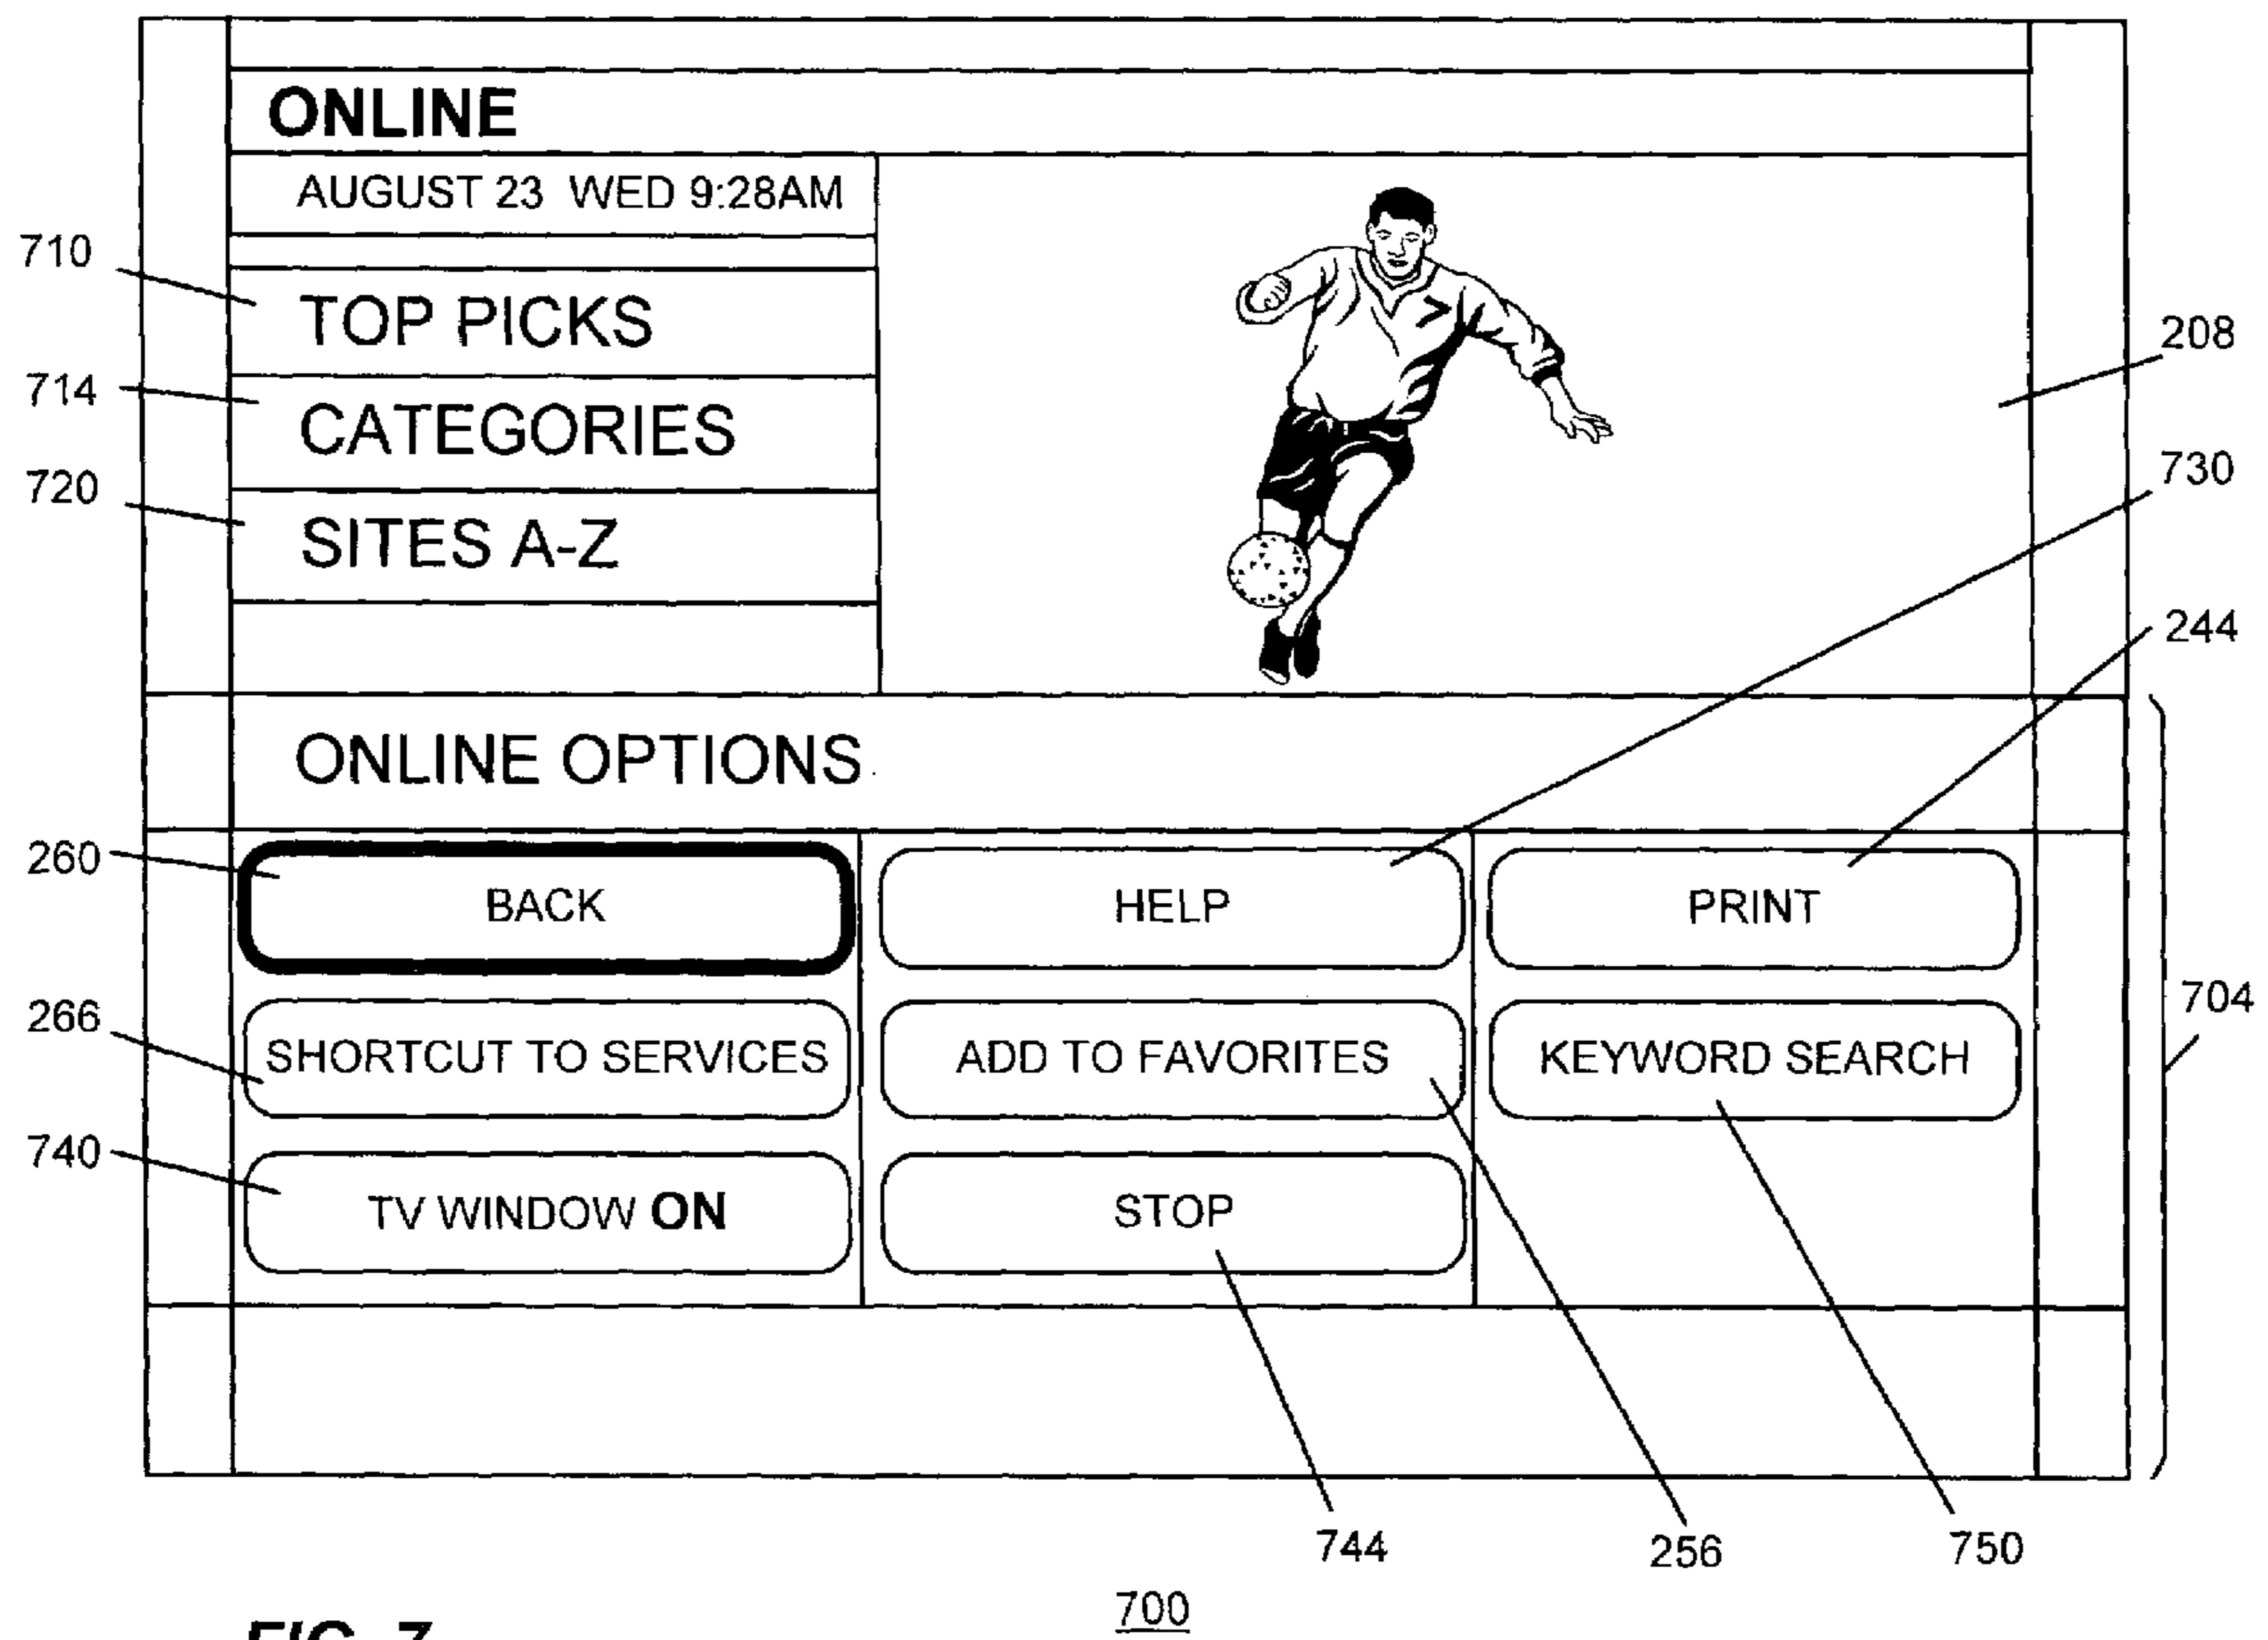 ONLINE
AUGUST 23 WED 9:28AM
710
TOP PICKS
208
714
CATEGORIES
730
720
SITES A-Z
244
ONLINE OPTIONS
260
BACK
HELP
PRINT
704
266
SHORTCUT TO SERVICES
ADD TO FAVORITES
KEYWORD SEARCH
740
TV WINDOW ON
STOP
744
256
750
700
FIG. 7